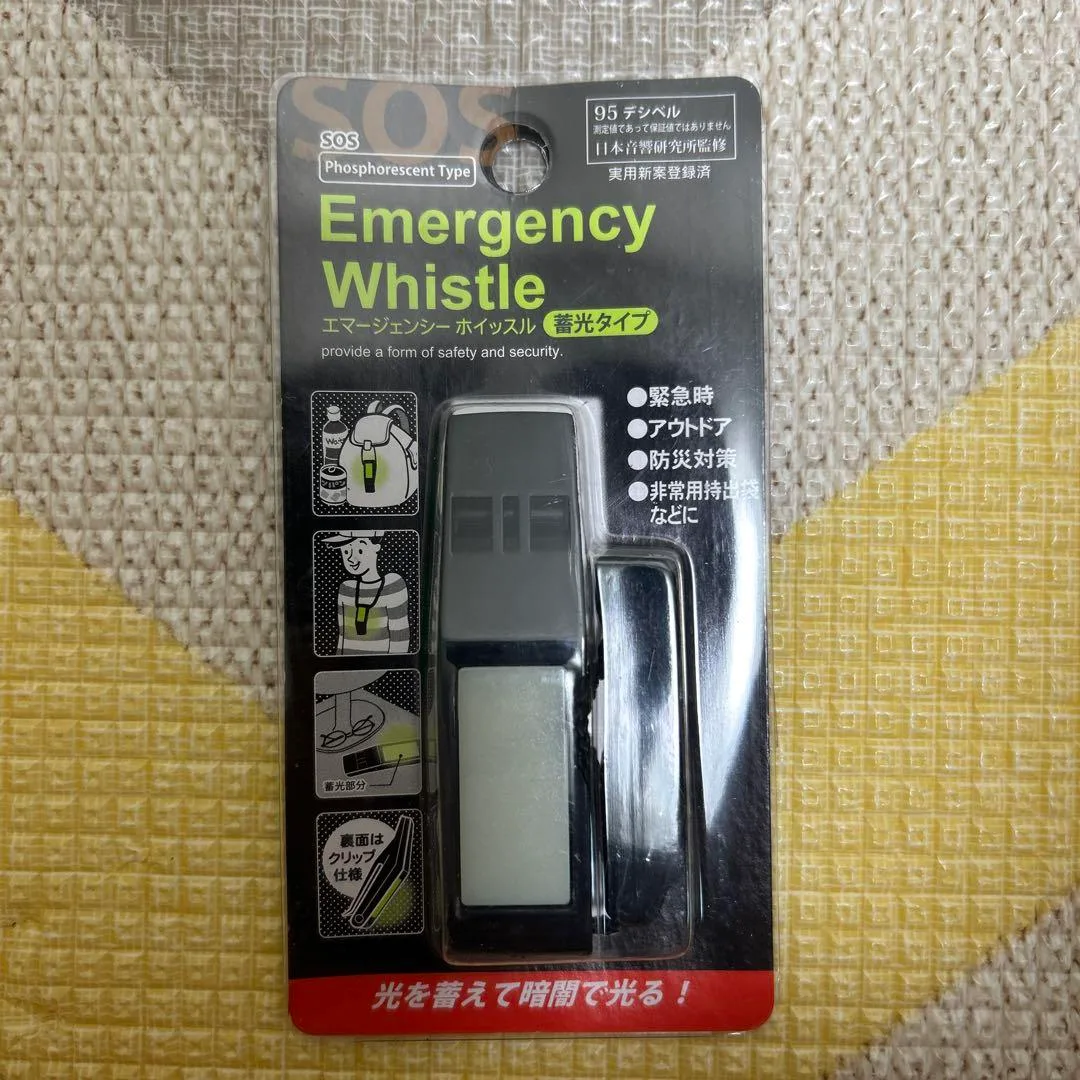 SOS
SOS
Phosphorescent Type
95 デシベル
測定値であって保証値ではありません
日本音響研究所監修
実用新案登録済
Emergency
Whistle
エマージェンシー ホイッスル 蓄光タイプ
provide a form of safety and security.
●緊急時
●アウトドア
●防災対策
●非常用持出袋
などに
Wat
ンパン
蓄光部分
裏面は
クリップ
仕様
光を蓄えて暗闇で光る!